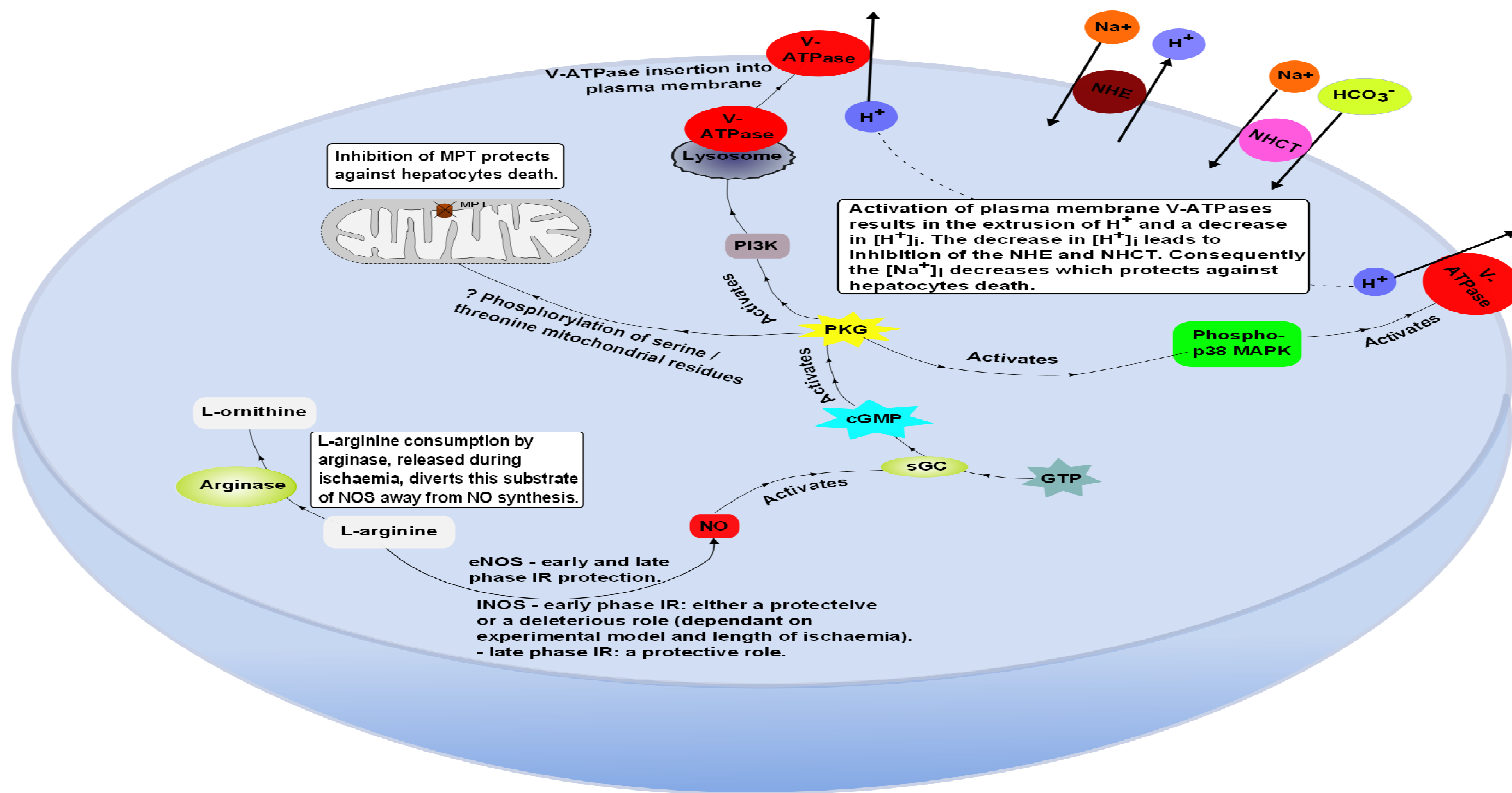 Na+
H+
V-
ATPase
V-ATPase insertion into
plasma membrane
Na+
HCO3-
NHE
H+
V-
ATPase
Lysosome
NHCT
Inhibition of MPT protects
against hepatocytes death.
MPT
Activation of plasma membrane V-ATPases
results in the extrusion of H+ and a decrease
in [H+]i. The decrease in [H+]i leads to
inhibition of the NHE and NHCT. Consequently
the [Na+]i decreases which protects against
hepatocytes death.
PI3K
H+
V-
ATPase
Activates
? Phosphorylation of serine /
threonine mitochondrial
residues
PKG
Activates
Phospho-
p38 MAPK
Activates
Activates
cGMP
L-ornithine
L-arginine consumption by
arginase, released during
ischaemia, diverts this substrate
of NOS away from NO synthesis.
Arginase
sGC
GTP
Activates
L-arginine
NO
eNOS - early and late
phase IR protection.
INOS - early phase IR: either a protecteive
or a deleterious role (dependant on
experimental model and length of ischaemia).
- late phase IR: a protective role.